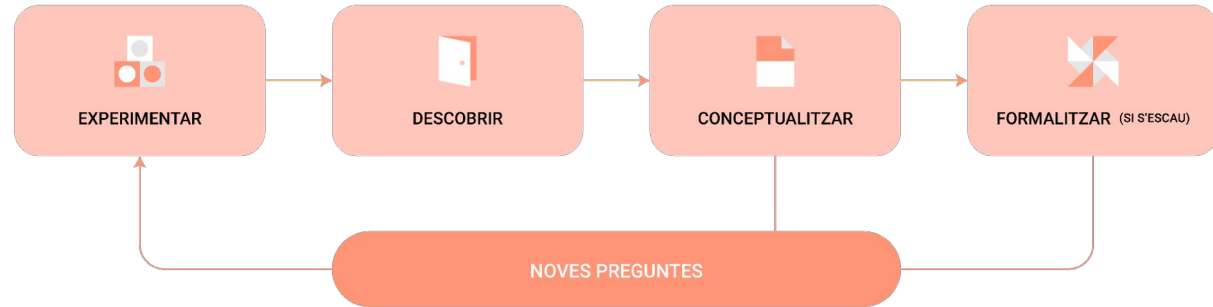 EXPERIMENTAR
DESCOBRIR
CONCEPTUALITZAR
FORMALITZAR (SI S'ESCAU)
NOVES PREGUNTES